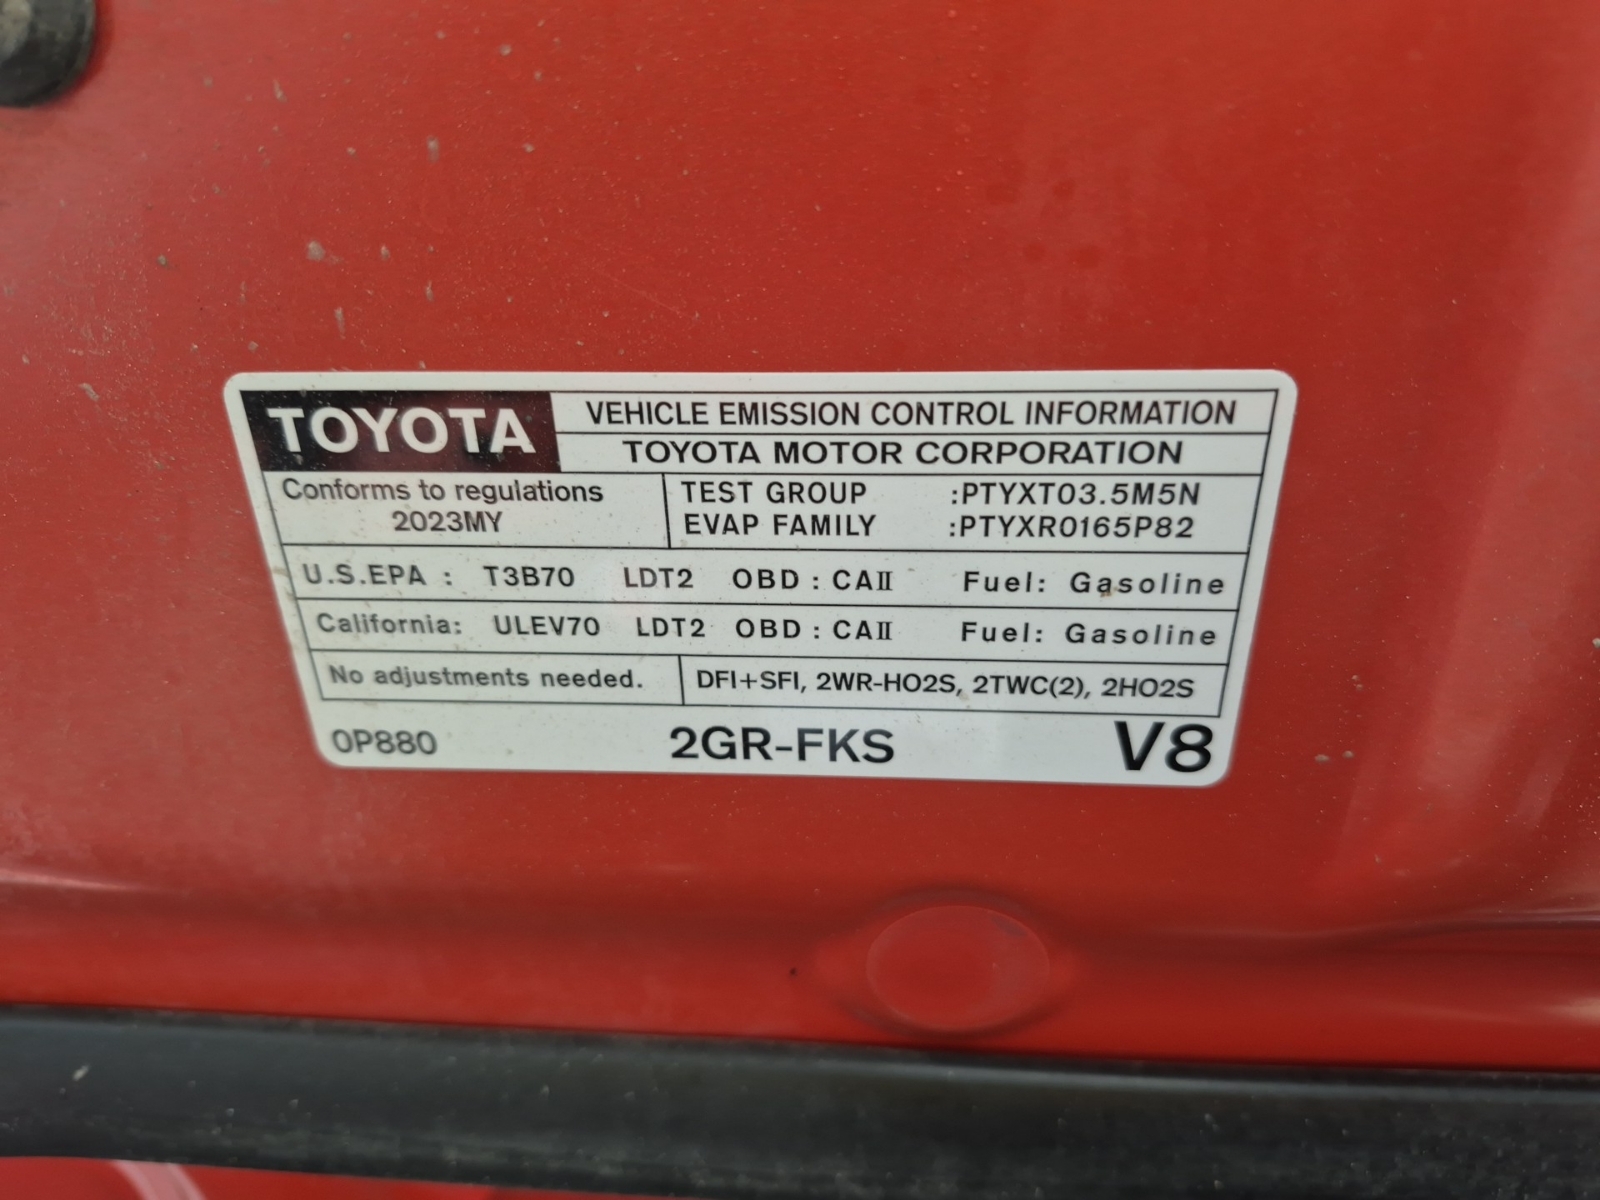 TOYOTA
VEHICLE EMISSION CONTROL INFORMATION
TOYOTA MOTOR CORPORATION
Conforms to regulations
2023MY
TEST GROUP :PTYXT03.5M5N
EVAP FAMILY :PTYXR0165P82
U.S.EPA : T3B70 LDT2 OBD : CAII Fuel: Gasoline
California: ULEV70 LDT2 OBD : CAII Fuel: Gasoline
No adjustments needed. DFI+SFI, 2WR-HO2S, 2TWC(2), 2HO2S
0P880 2GR-FKS V8